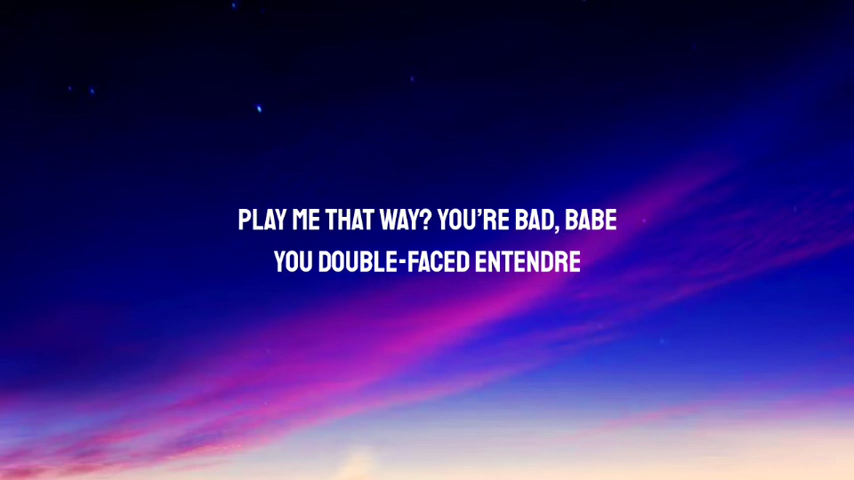 PLAY ME THAT WAY? YOU’RE BAD, BABE
YOU DOUBLE-FACED ENTENDRE